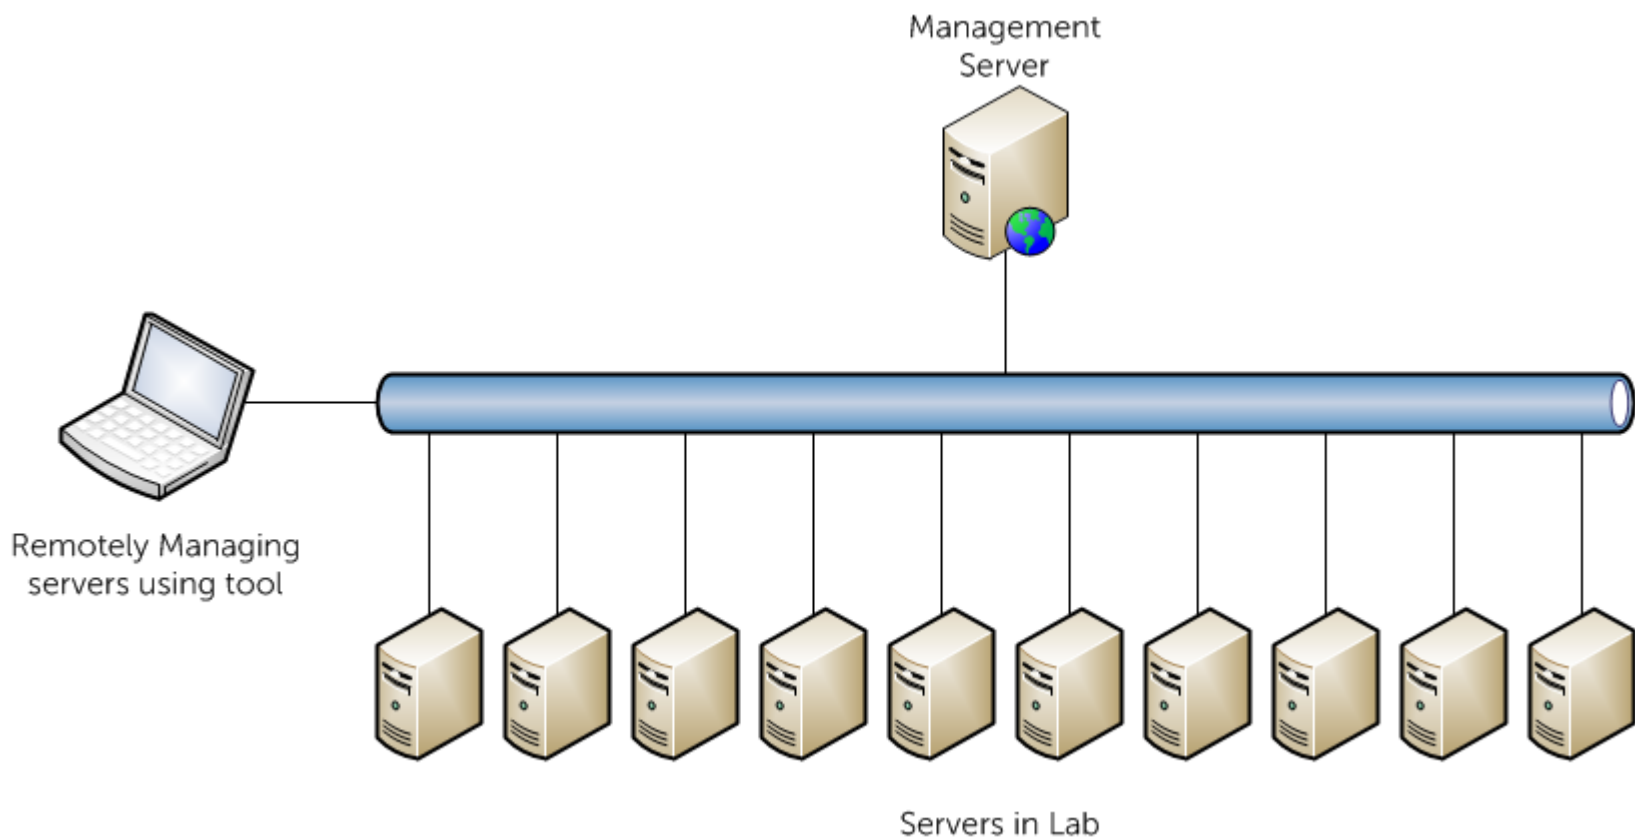 Management
Server
Remotely Managing
servers using tool
Servers in Lab